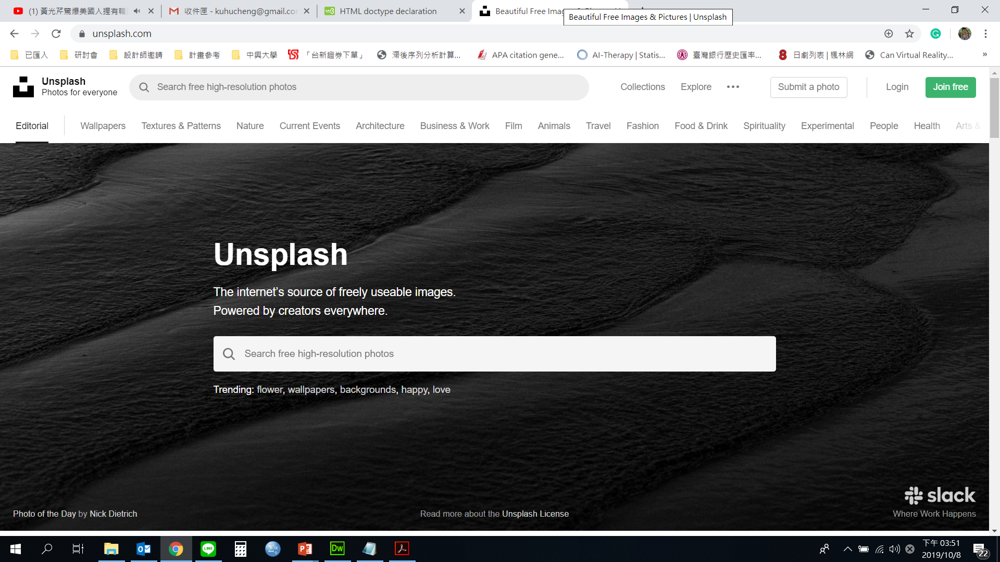 (1) 黃光芹驚爆美國人握有韓
收件匣 - kuhucheng@gmail.co
HTML doctype declaration
Beautiful Free Ima
Beautiful Free Images & Pictures | Unsplash
unsplash.com
已匯入
研討會
設計師邀請
計畫參考
中興大學
「台新證券下單」
滯後序列分析計算...
APA citation gene...
AI-Therapy | Statis...
臺灣銀行歷史匯率...
日劇列表 | 楓林網
Can Virtual Reality...
»
Unsplash
Photos for everyone
Search free high-resolution photos
Collections
Explore
Submit a photo
Login
Join free
Editorial
Wallpapers
Textures & Patterns
Nature
Current Events
Architecture
Business & Work
Film
Animals
Travel
Fashion
Food & Drink
Spirituality
Experimental
People
Health
Arts &
Unsplash
The internet’s source of freely useable images.
Powered by creators everywhere.
Search free high-resolution photos
Trending: flower, wallpapers, backgrounds, happy, love
slack
Where Work Happens
Photo of the Day by Nick Dietrich
Read more about the Unsplash License
下午 03:51
2019/10/8
22